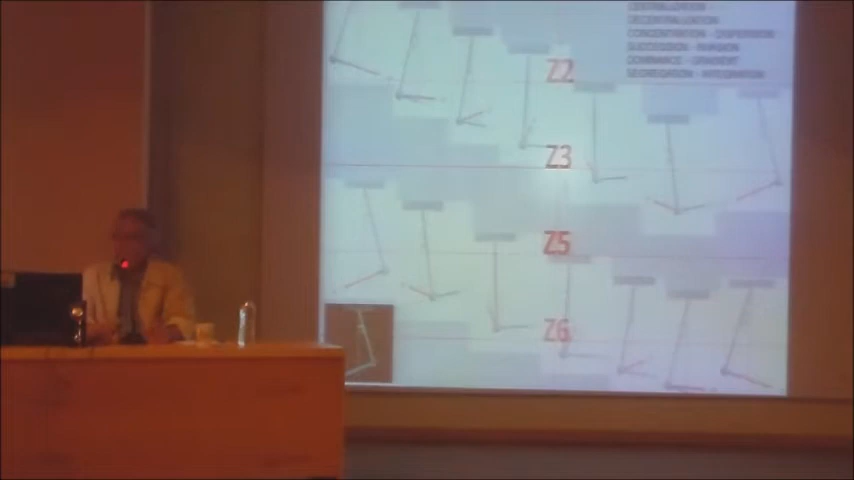 CENTRALIZATION -
DECENTRALIZATION
CONCENTRATION - DISPERSION
SUCCESSION - INVASION
DOMINANCE - GRADIENT
SEGREGATION - INTEGRATION
Z2
Z3
Z5
Z6